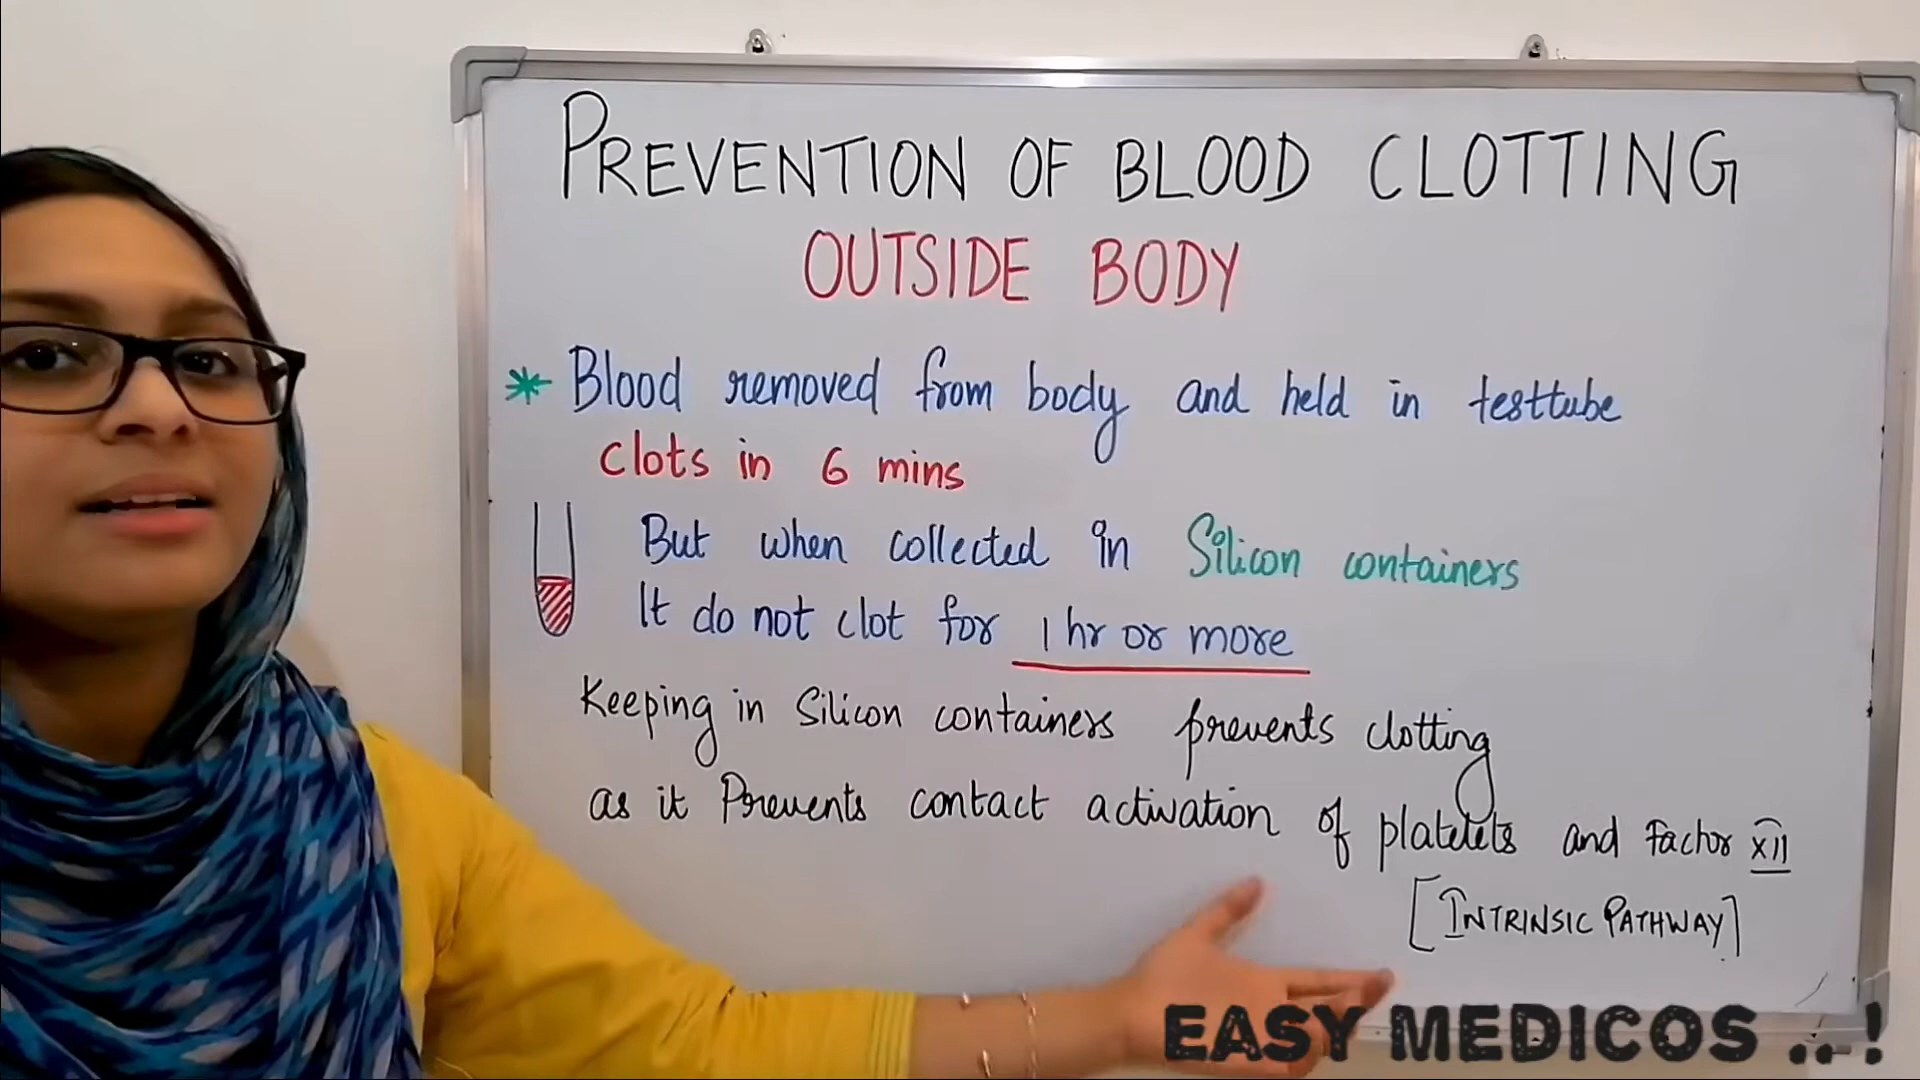 PREVENTION OF BLOOD CLOTTING
OUTSIDE BODY
* Blood removed from body and held in testtube
clots in 6 mins
But when collected in Silicon containers
It do not clot for 1 hr or more
Keeping in Silicon containers prevents clotting
as it Prevents contact activation of platelets and Factor XII
[INTRINSIC PATHWAY]
EASY MEDICOS ..!